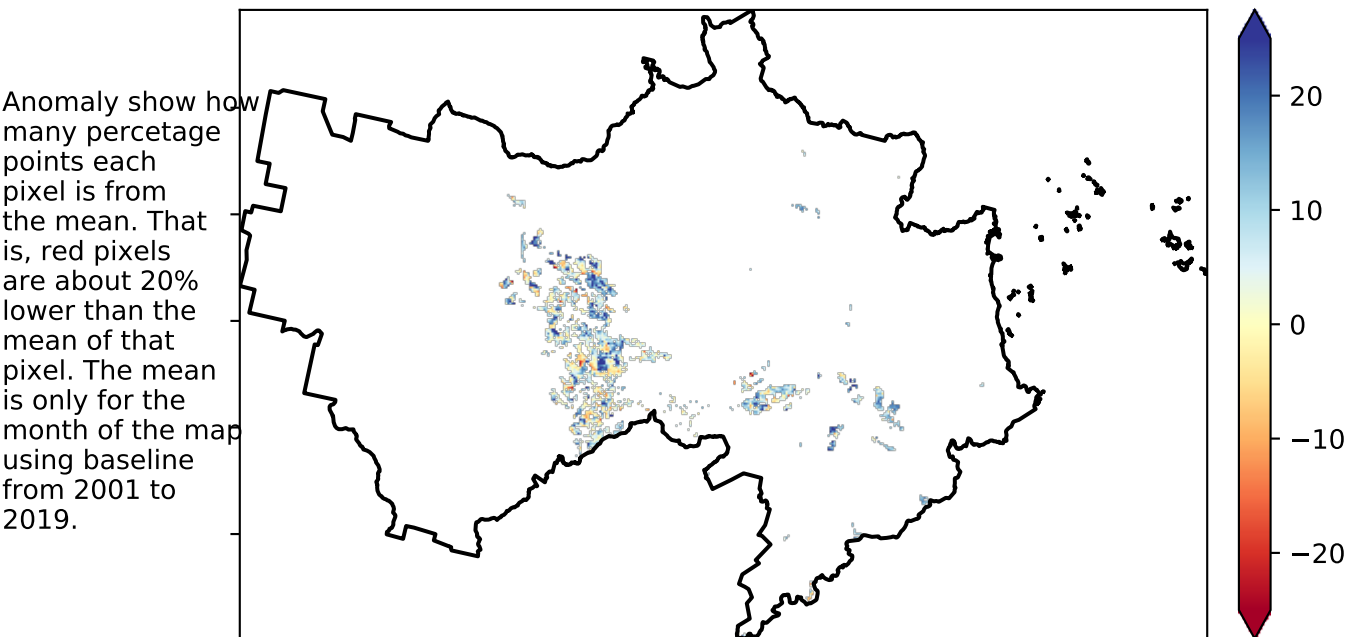 Anomaly show how
many percetage
points each
pixel is from
the mean. That
is, red pixels
are about 20%
lower than the
mean of that
pixel. The mean
is only for the
month of the map
using baseline
from 2001 to
2019.
20
10
0
−10
−20